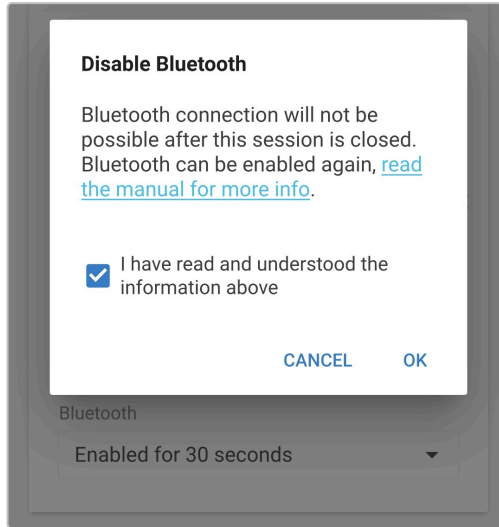 Disable Bluetooth
Bluetooth connection will not be
possible after this session is closed.
Bluetooth can be enabled again, read
the manual for more info.
I have read and understood the
information above
CANCEL OK
Bluetooth
Enabled for 30 seconds